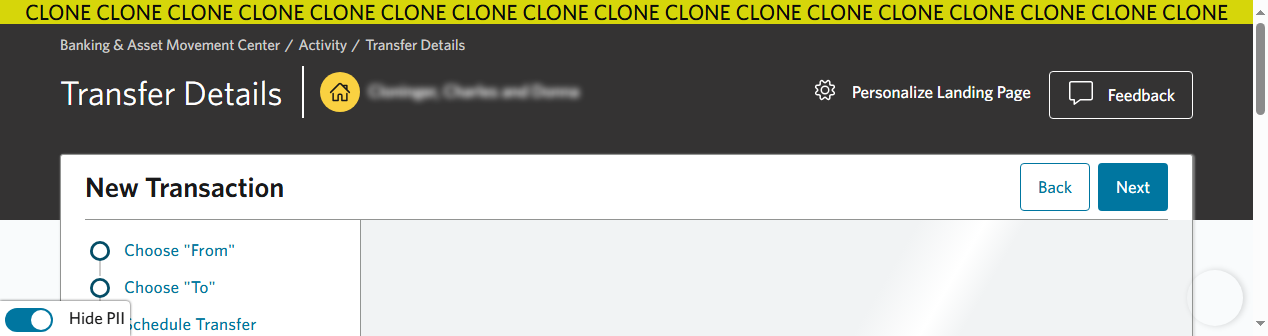 CLONE CLONE CLONE CLONE CLONE CLONE CLONE CLONE CLONE CLONE CLONE CLONE CLONE CLONE CLONE CLONE CLONE
Banking & Asset Movement Center / Activity / Transfer Details
Transfer Details
Personalize Landing Page
Feedback
New Transaction
Back
Next
Choose "From"
Choose "To"
Hide PII
Schedule Transfer